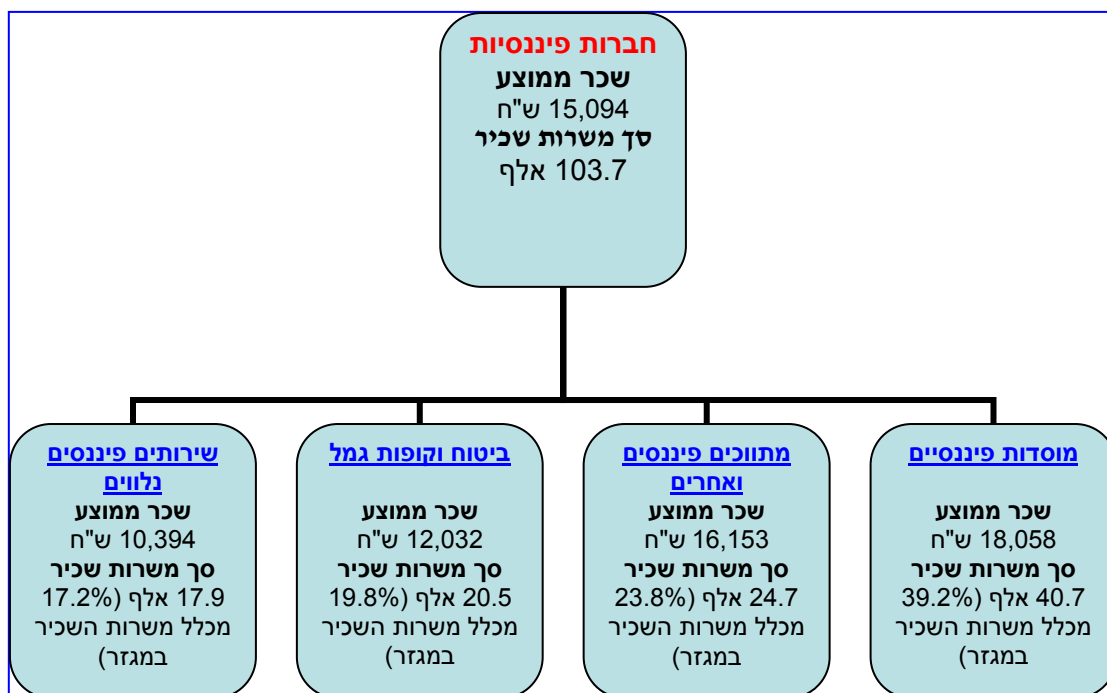 חברות פיננסיות
שכר ממוצע
15,094 ש"ח
סך משרות שכיר
103.7 אלף
מוסדות פיננסיים
שכר ממוצע
18,058 ש"ח
סך משרות שכיר
40.7 אלף (39.2%
מכלל משרות השכיר
במגזר)
מתווכים פיננסים
ואחרים
שכר ממוצע
16,153 ש"ח
סך משרות שכיר
24.7 אלף (23.8%
מכלל משרות השכיר
במגזר)
ביטוח וקופות גמל
שכר ממוצע
12,032 ש"ח
סך משרות שכיר
20.5 אלף (19.8%
מכלל משרות השכיר
במגזר)
שירותים פיננסים
נלווים
שכר ממוצע
10,394 ש"ח
סך משרות שכיר
17.9 אלף (17.2%
מכלל משרות השכיר
במגזר)